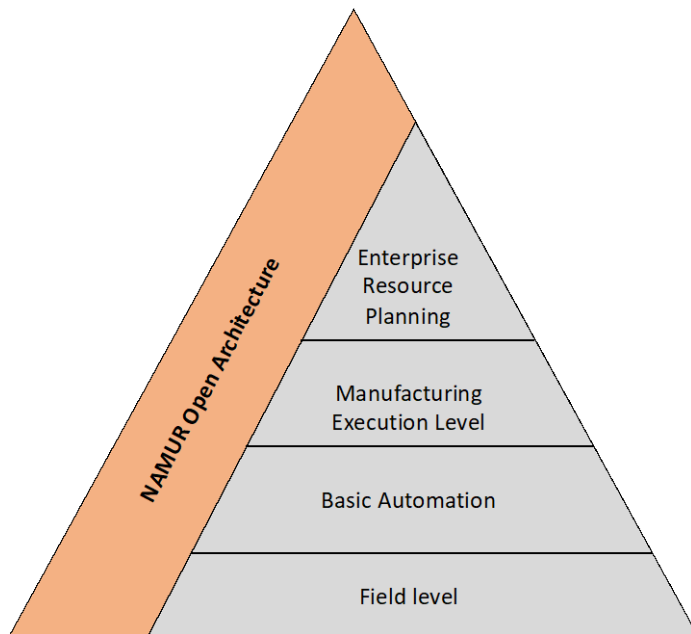 NAMUR Open Architecture
Enterprise
Resource
Planning
Manufacturing
Execution Level
Basic Automation
Field level